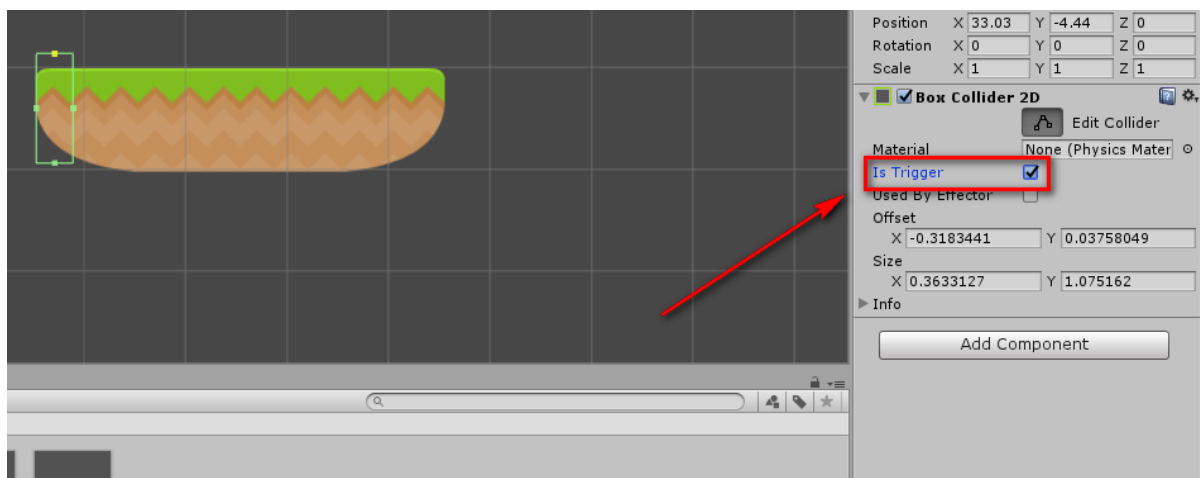 Position X 33.03 Y -4.44 Z 0
Rotation X 0 Y 0 Z 0
Scale X 1 Y 1 Z 1
Box Collider 2D
Edit Collider
Material None (Physics Mater
Is Trigger
Used By Effector
Offset
X -0.3183441 Y 0.03758049
Size
X 0.3633127 Y 1.075162
Info
Add Component